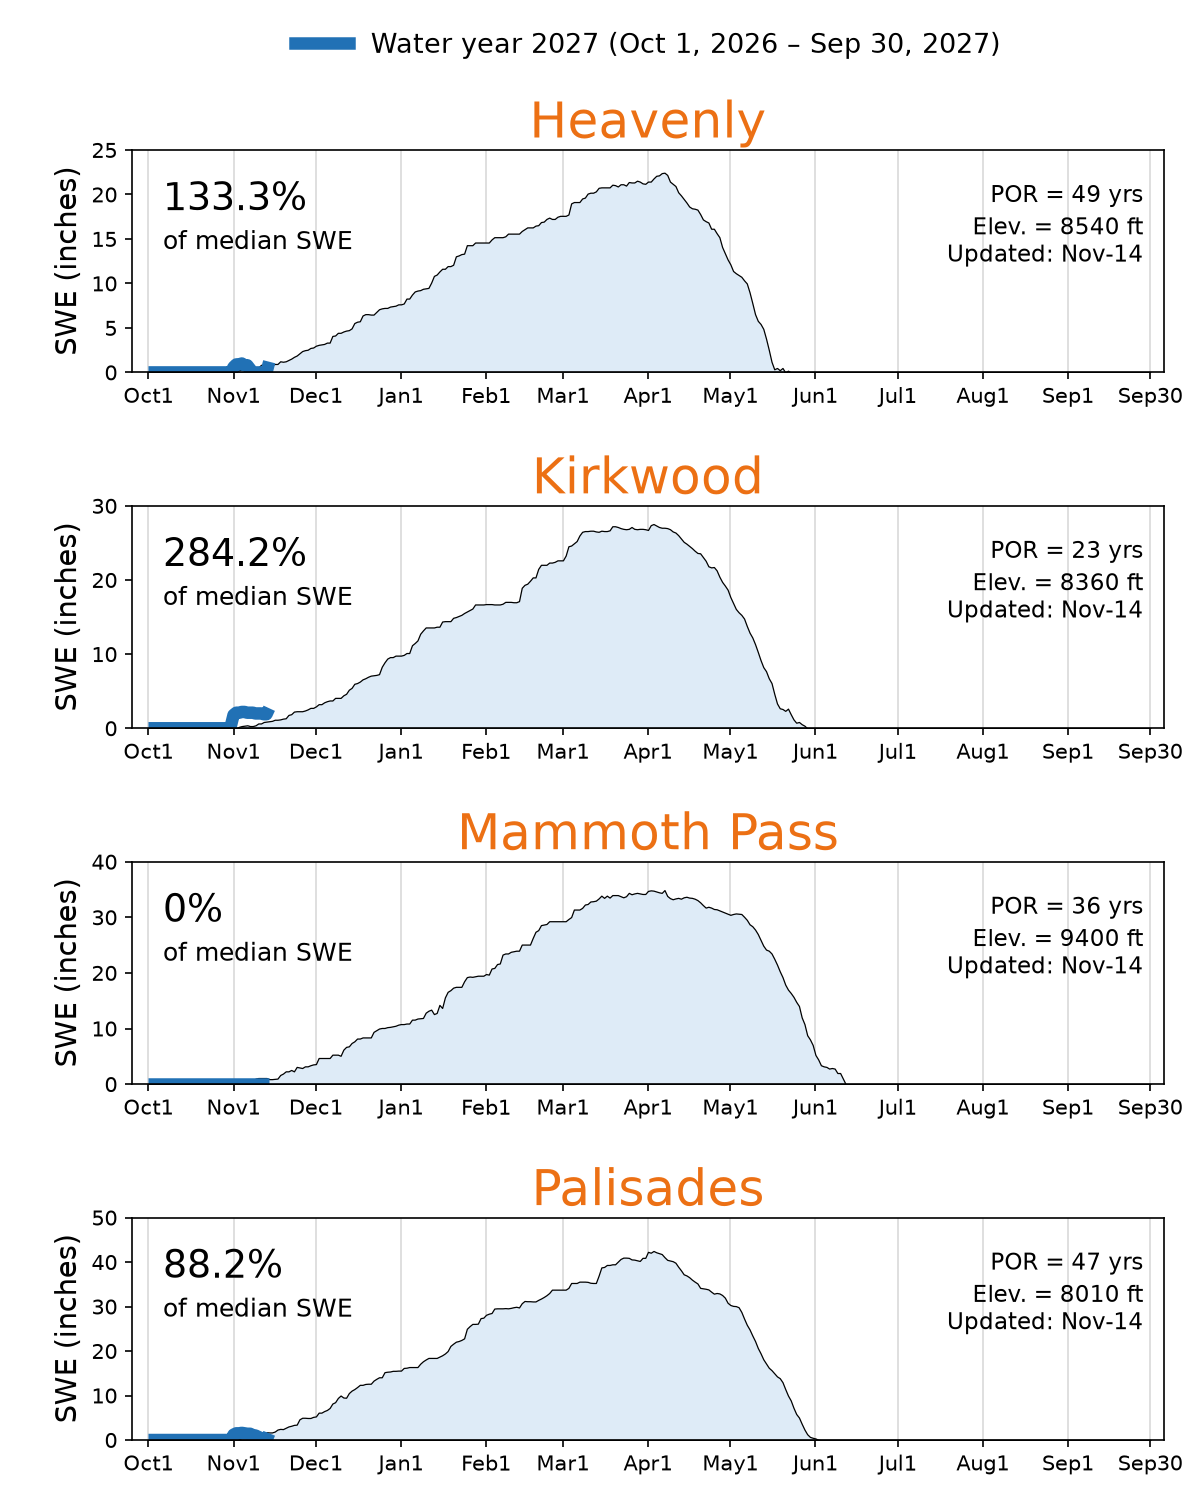 Water year 2027 (Oct 1, 2026 – Sep 30, 2027)
Heavenly
SWE (inches)
25
20
15
10
5
0
133.3%
of median SWE
POR = 49 yrs
Elev. = 8540 ft
Updated: Nov-14
Oct1 Nov1 Dec1 Jan1 Feb1 Mar1 Apr1 May1 Jun1 Jul1 Aug1 Sep1 Sep30
Kirkwood
SWE (inches)
30
20
10
0
284.2%
of median SWE
POR = 23 yrs
Elev. = 8360 ft
Updated: Nov-14
Oct1 Nov1 Dec1 Jan1 Feb1 Mar1 Apr1 May1 Jun1 Jul1 Aug1 Sep1 Sep30
Mammoth Pass
SWE (inches)
40
30
20
10
0
0%
of median SWE
POR = 36 yrs
Elev. = 9400 ft
Updated: Nov-14
Oct1 Nov1 Dec1 Jan1 Feb1 Mar1 Apr1 May1 Jun1 Jul1 Aug1 Sep1 Sep30
Palisades
SWE (inches)
50
40
30
20
10
0
88.2%
of median SWE
POR = 47 yrs
Elev. = 8010 ft
Updated: Nov-14
Oct1 Nov1 Dec1 Jan1 Feb1 Mar1 Apr1 May1 Jun1 Jul1 Aug1 Sep1 Sep30